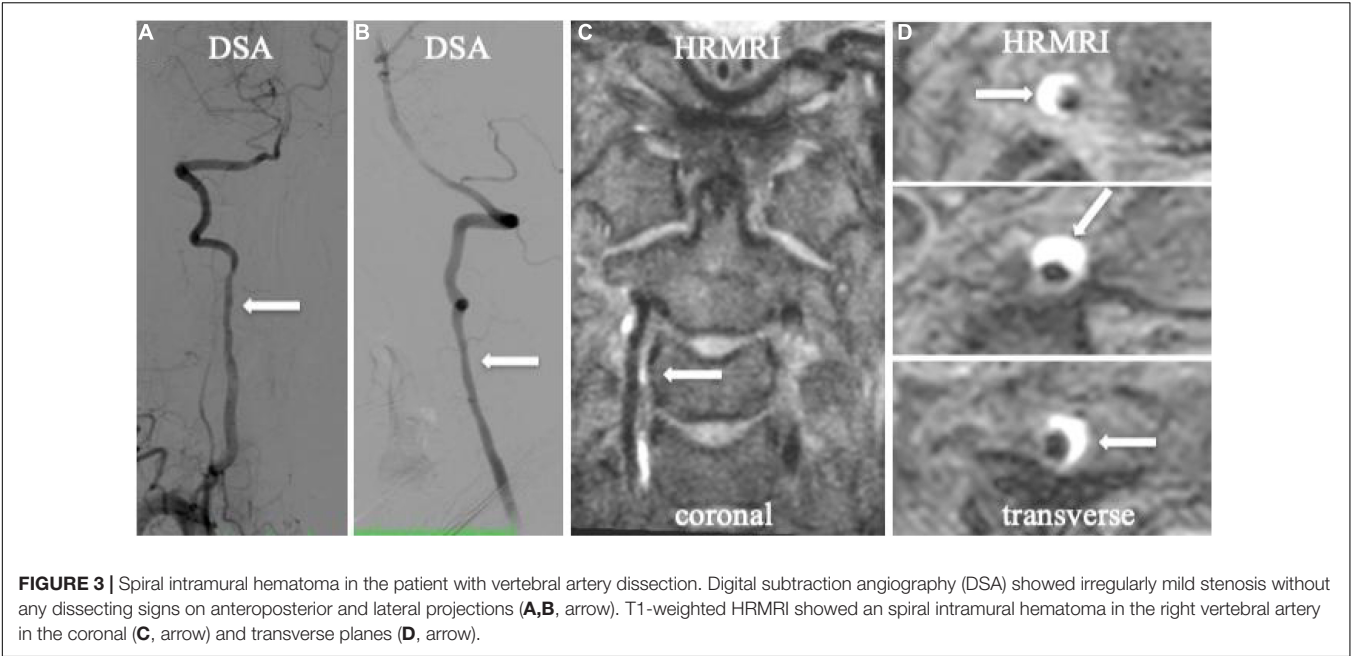 A
DSA
B
DSA
C
HRMRI
D
HRMRI
coronal
transverse
FIGURE 3 | Spiral intramural hematoma in the patient with vertebral artery dissection. Digital subtraction angiography (DSA) showed irregularly mild stenosis without
any dissecting signs on anteroposterior and lateral projections (A,B, arrow). T1-weighted HRMRI showed an spiral intramural hematoma in the right vertebral artery
in the coronal (C, arrow) and transverse planes (D, arrow).